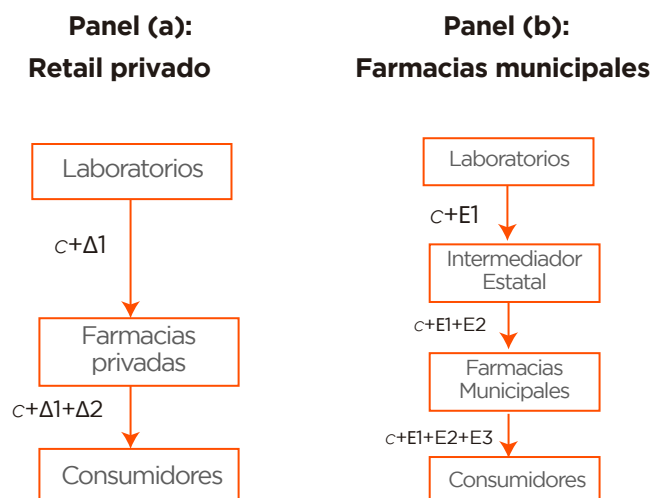 Panel (a):
Retail privado
Laboratorios
c+Δ1
Farmacias
privadas
c+Δ1+Δ2
Consumidores
Panel (b):
Farmacias municipales
Laboratorios
c+E1
Intermediador
Estatal
c+E1+E2
Farmacias
Municipales
c+E1+E2+E3
Consumidores